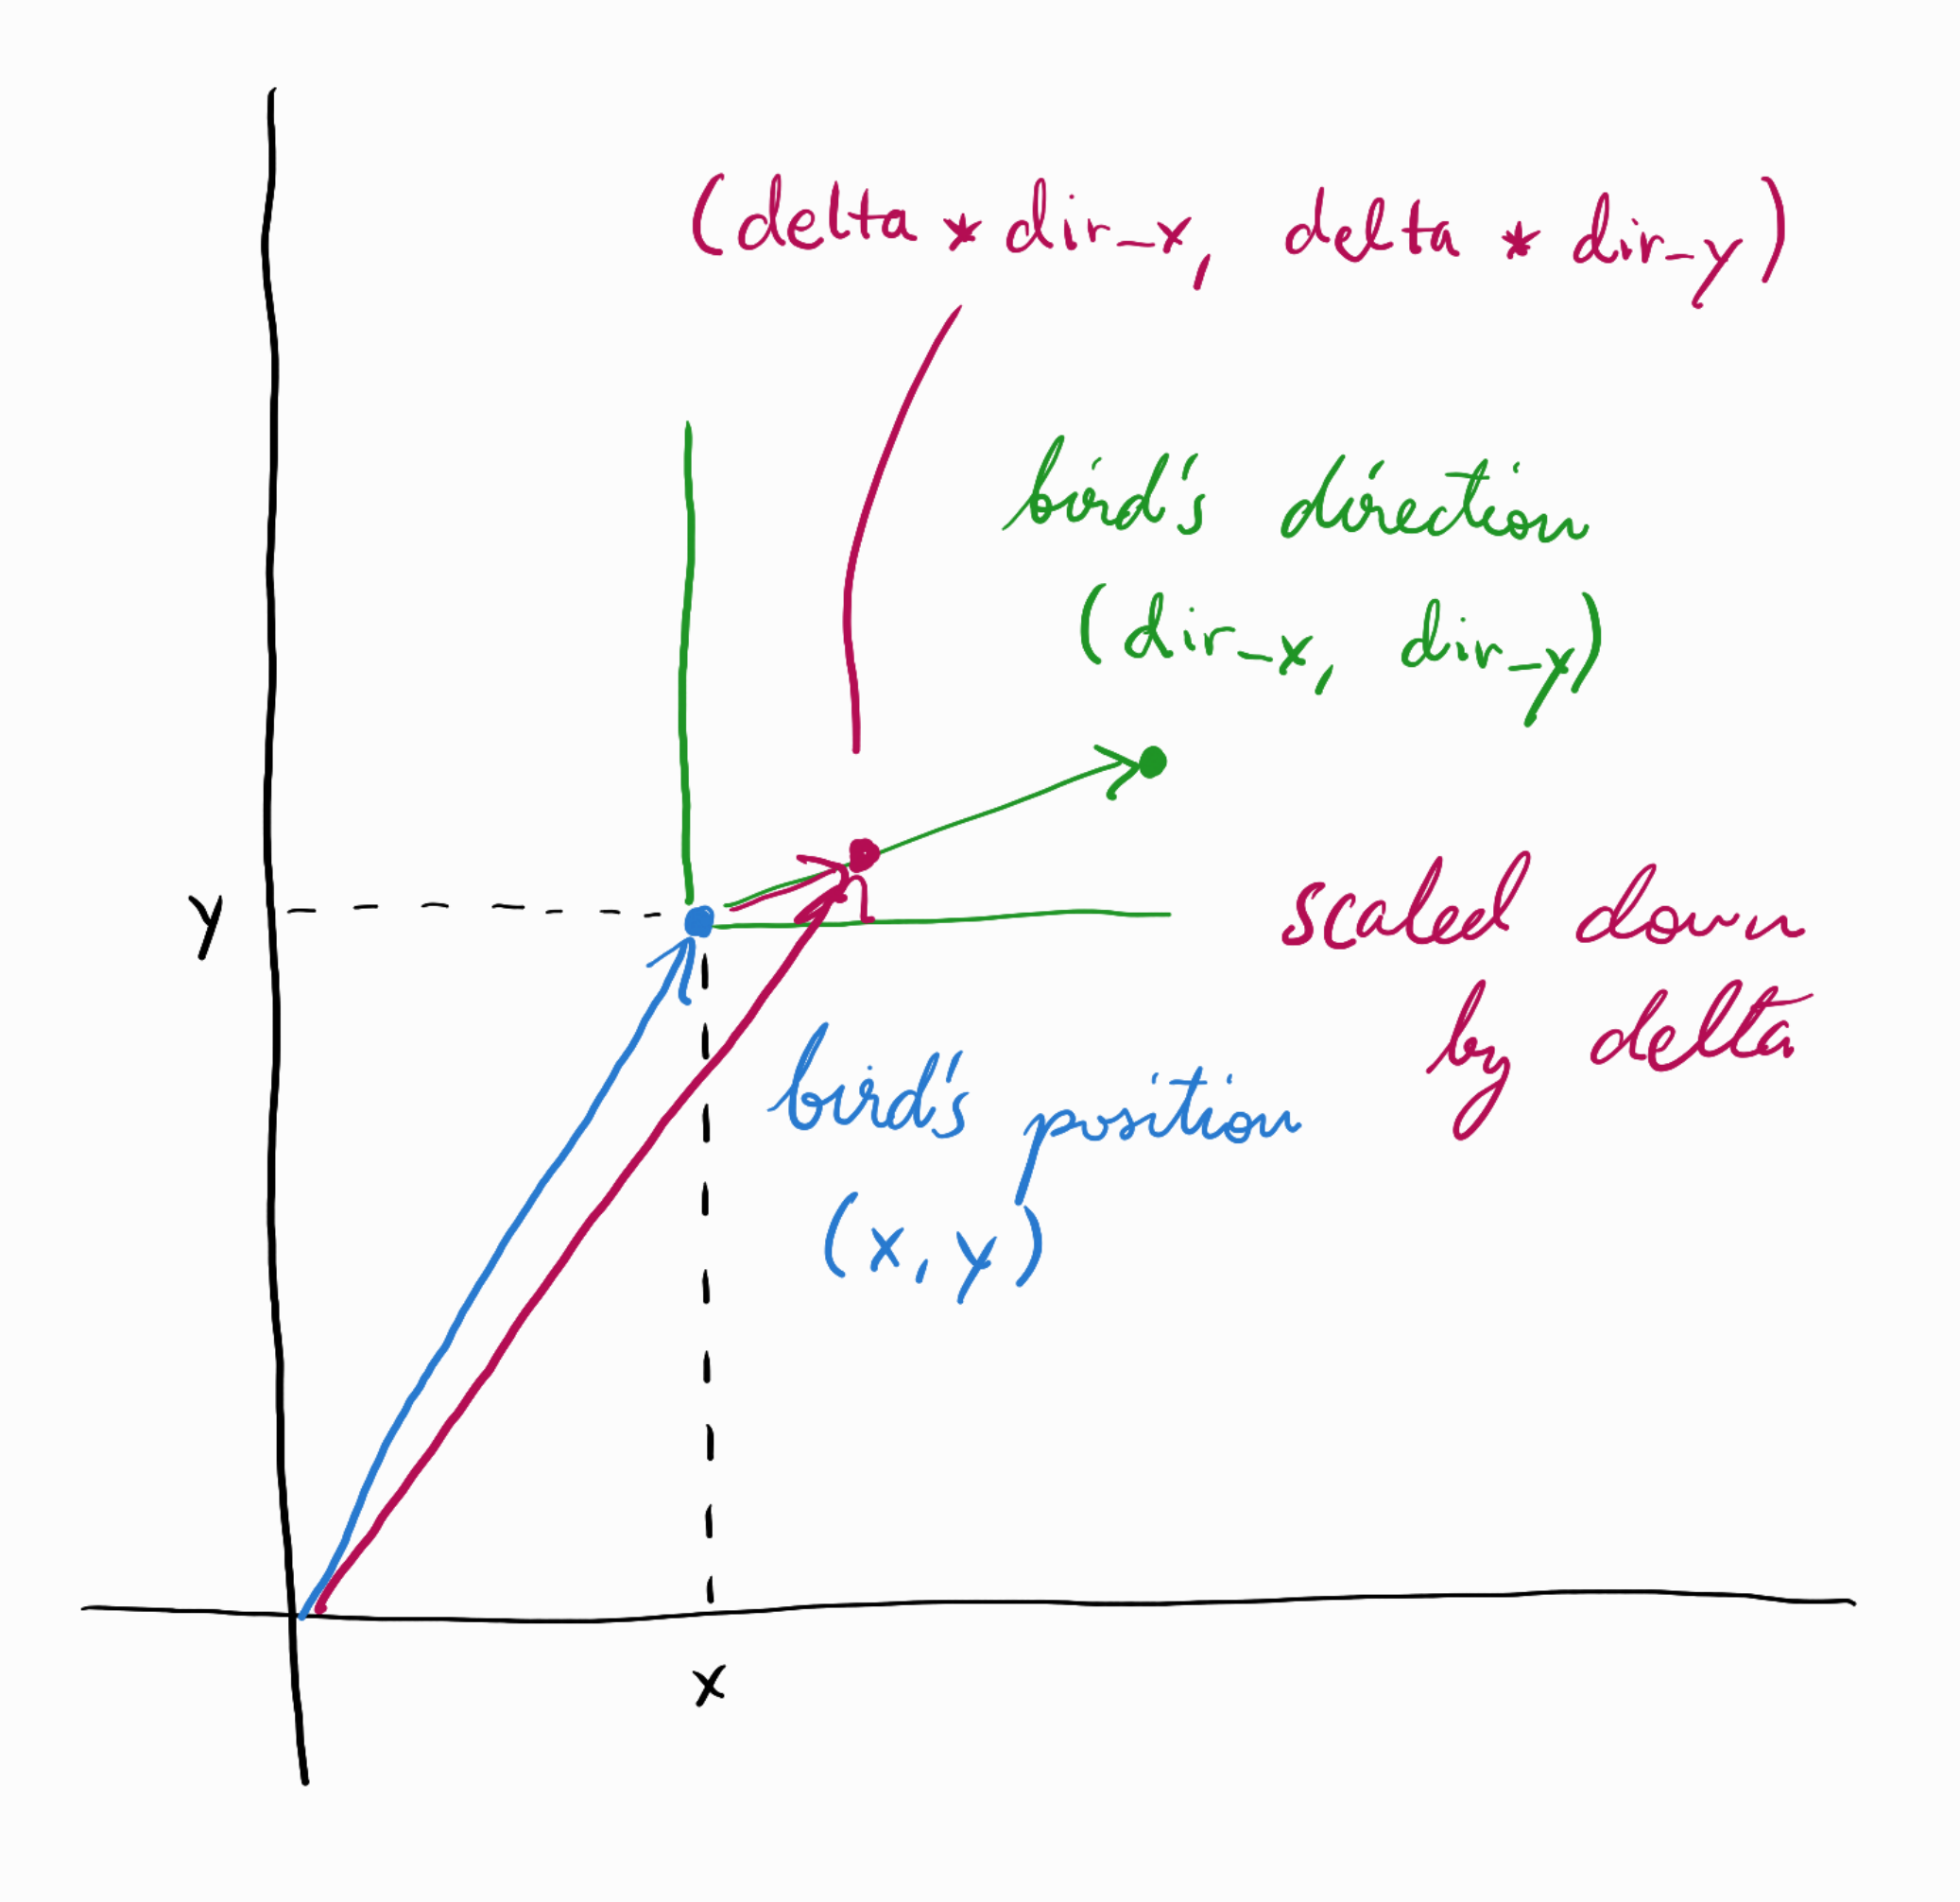 (delta * dir_x, delta * dir_y)
bird's direction
(dir_x, dir_y)
y
scaled down
by delta
bird's position
(x, y)
x